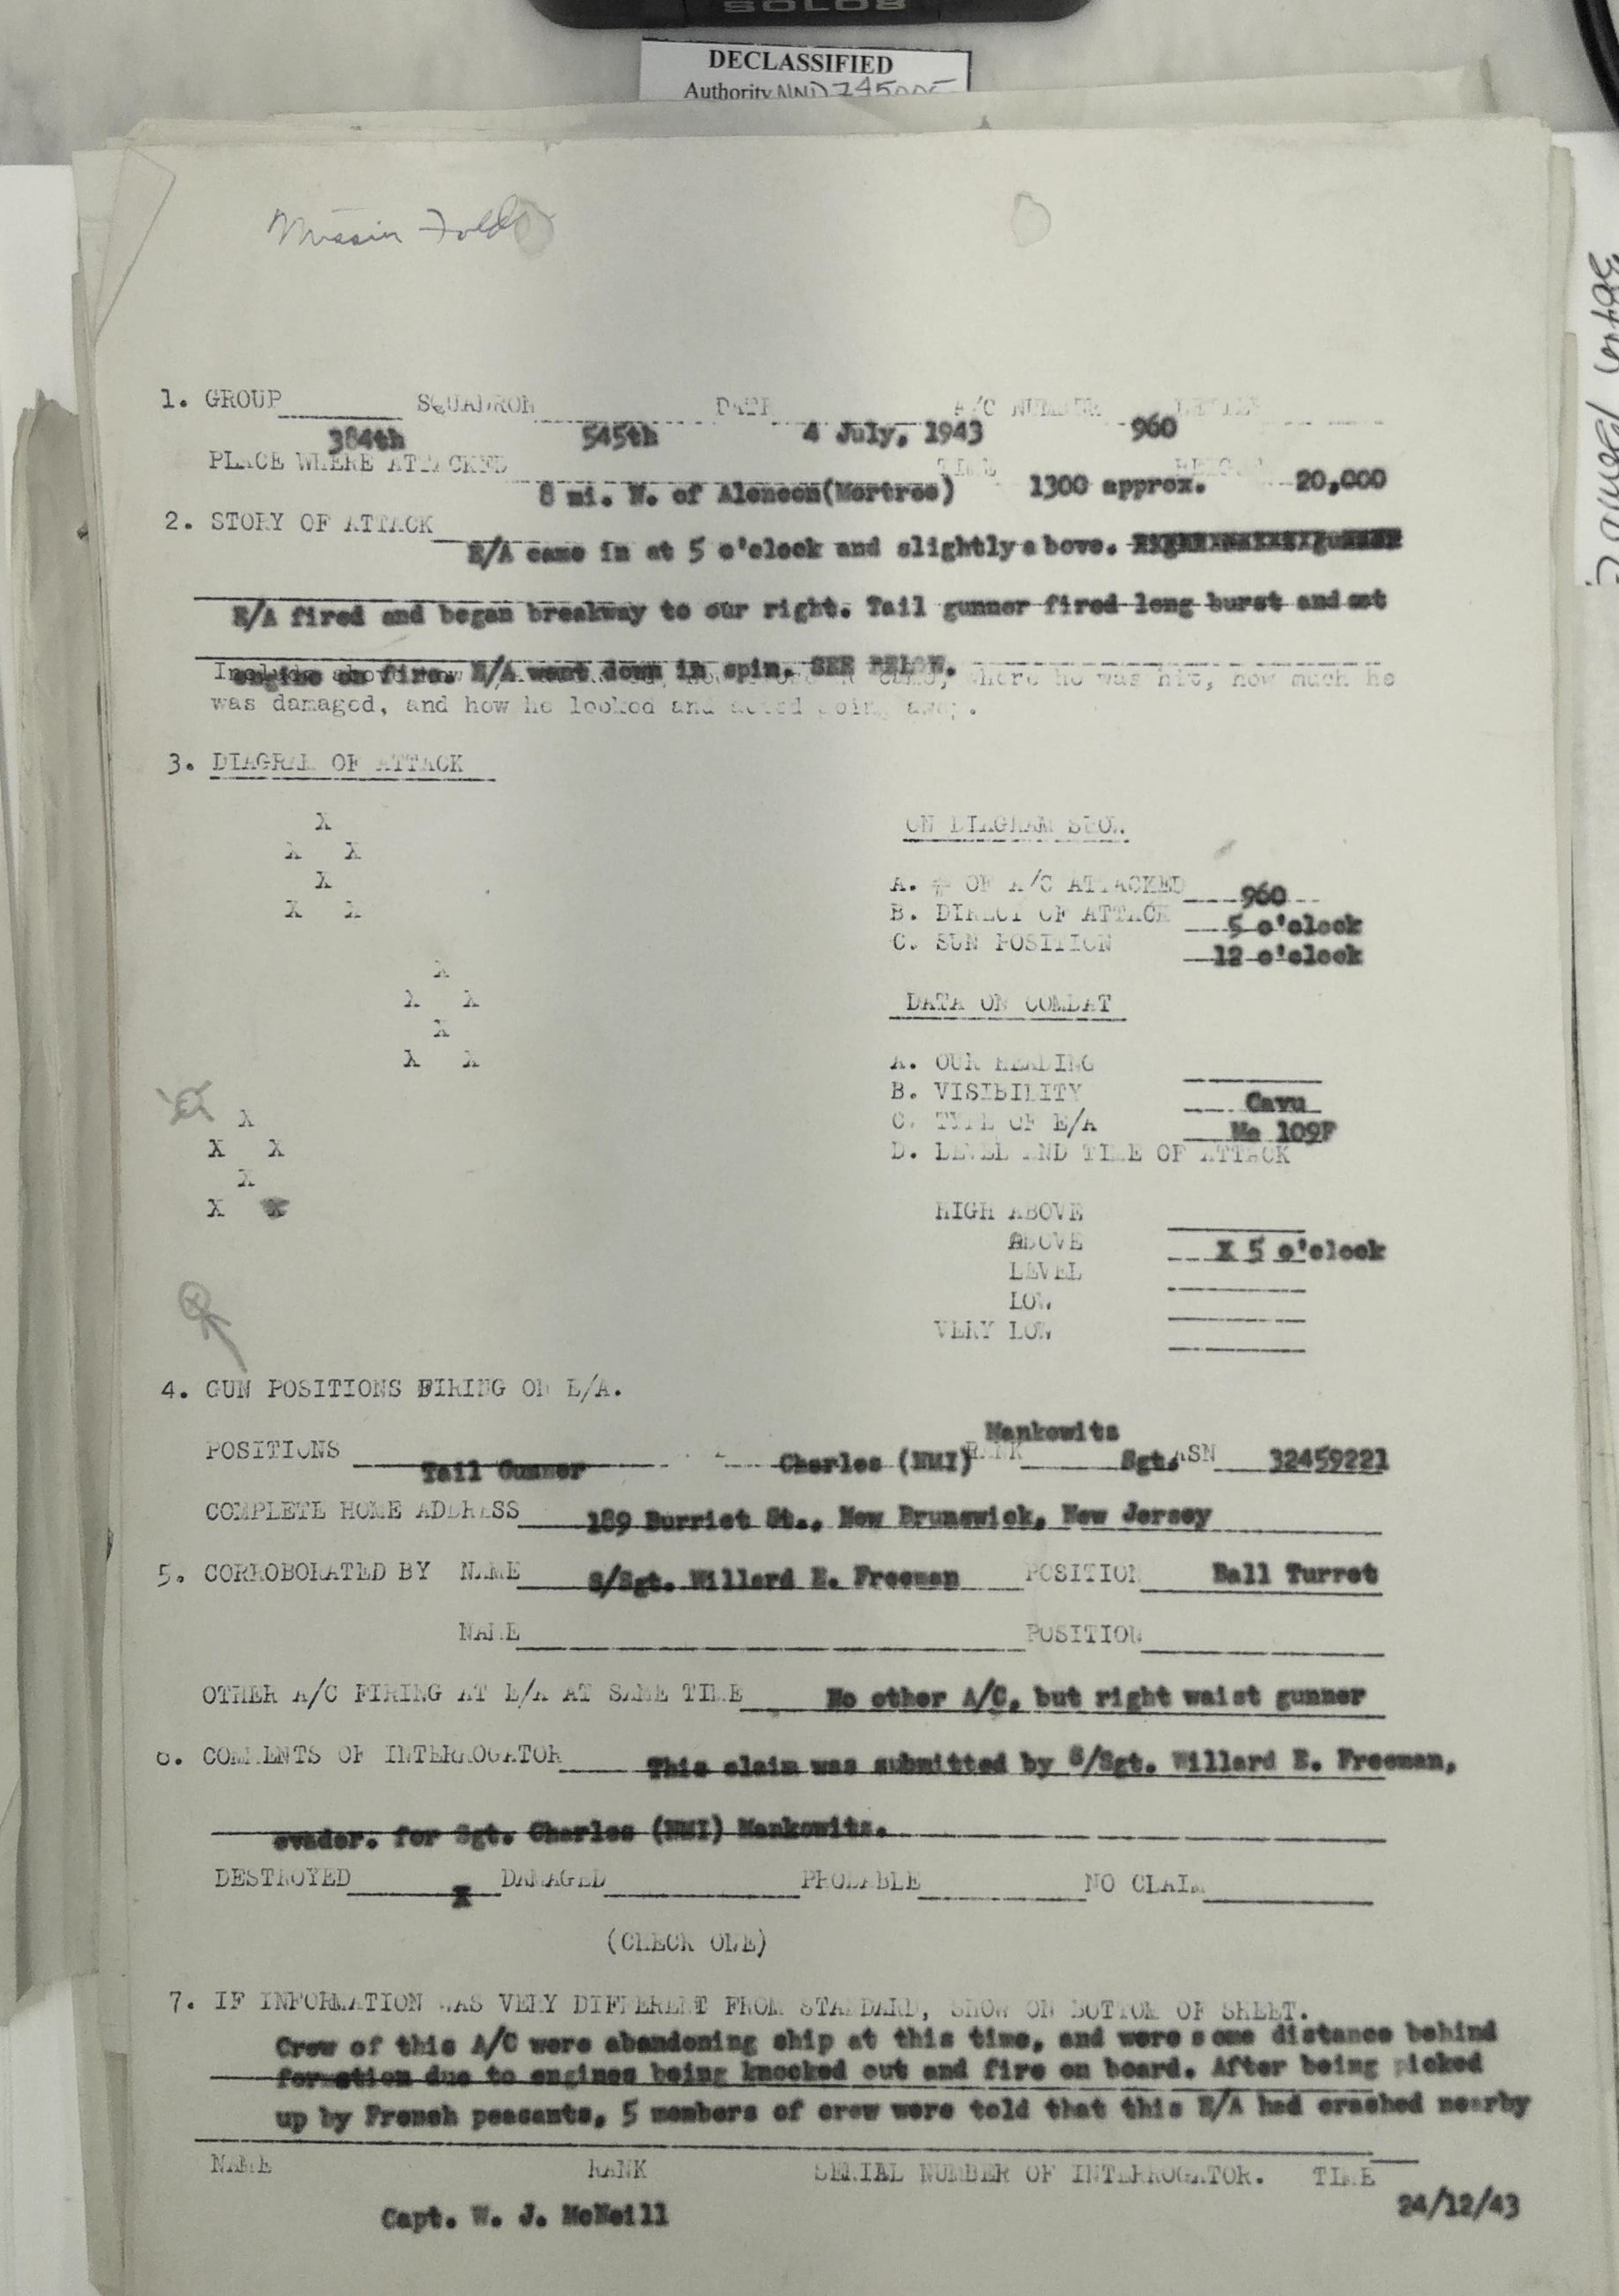 SOLO8
DECLASSIFIED
Authority NND 745005
1. GROUP 384th SQUADRON 545th DATE 4 July, 1943 A/C NUMBER 960 LETTER
PLACE WHERE ATTACKED 8 mi. N. of Alencon(Mortree) TIME 1300 approx. HEIGHT 20,000
2. STORY OF ATTACK E/A came in at 5 o'clock and slightly above.
E/A fired and began breakway to our right. Tail gunner fired long burst and set
engine on fire. E/A went down in spin. SEE BELOW.
where he was hit, how much he
was damaged, and how he looked and acted going away.
3. DIAGRAM OF ATTACK
X
X X
X
X X
ON DIAGRAM SHOW
A. # OF A/C ATTACKED 960
B. DIRECT OF ATTACK 5 o'clock
C. SUN POSITION 12 o'clock
X
X X
X
X X
DATA ON COMBAT
A. OUR HEADING
B. VISIBILITY Cavu
C. TYPE OF E/A Me 109F
D. LEVEL AND TIME OF ATTACK
X
X X
X
X X
HIGH ABOVE
ABOVE X 5 o'clock
LEVEL
LOW
VERY LOW
4. GUN POSITIONS FIRING ON E/A.
Mankowitz
POSITIONS Tail Gunner Charles (NMI) RANK Sgt. ASN 32459221
COMPLETE HOME ADDRESS 189 Burriet St., New Brunswick, New Jersey
5. CORROBORATED BY NAME S/Sgt. Willard E. Freeman POSITION Ball Turret
NAME POSITION
OTHER A/C FIRING AT E/A AT SAME TIME No other A/C, but right waist gunner
6. COMMENTS OF INTERROGATOR This claim was submitted by S/Sgt. Willard E. Freeman,
evader. for Sgt. Charles (NMI) Mankowitz.
DESTROYED X DAMAGED PROBABLE NO CLAIM
(CHECK ONE)
7. IF INFORMATION WAS VERY DIFFERENT FROM STANDARD, SHOW ON BOTTOM OF SHEET.
Crew of this A/C were abandoning ship at this time, and were some distance behind
formation due to engines being knocked out and fire on board. After being picked
up by French peasants, 5 members of crew were told that this E/A had crashed nearby
NAME RANK SERIAL NUMBER OF INTERROGATOR. TIME
Capt. W. J. McNeill 24/12/43